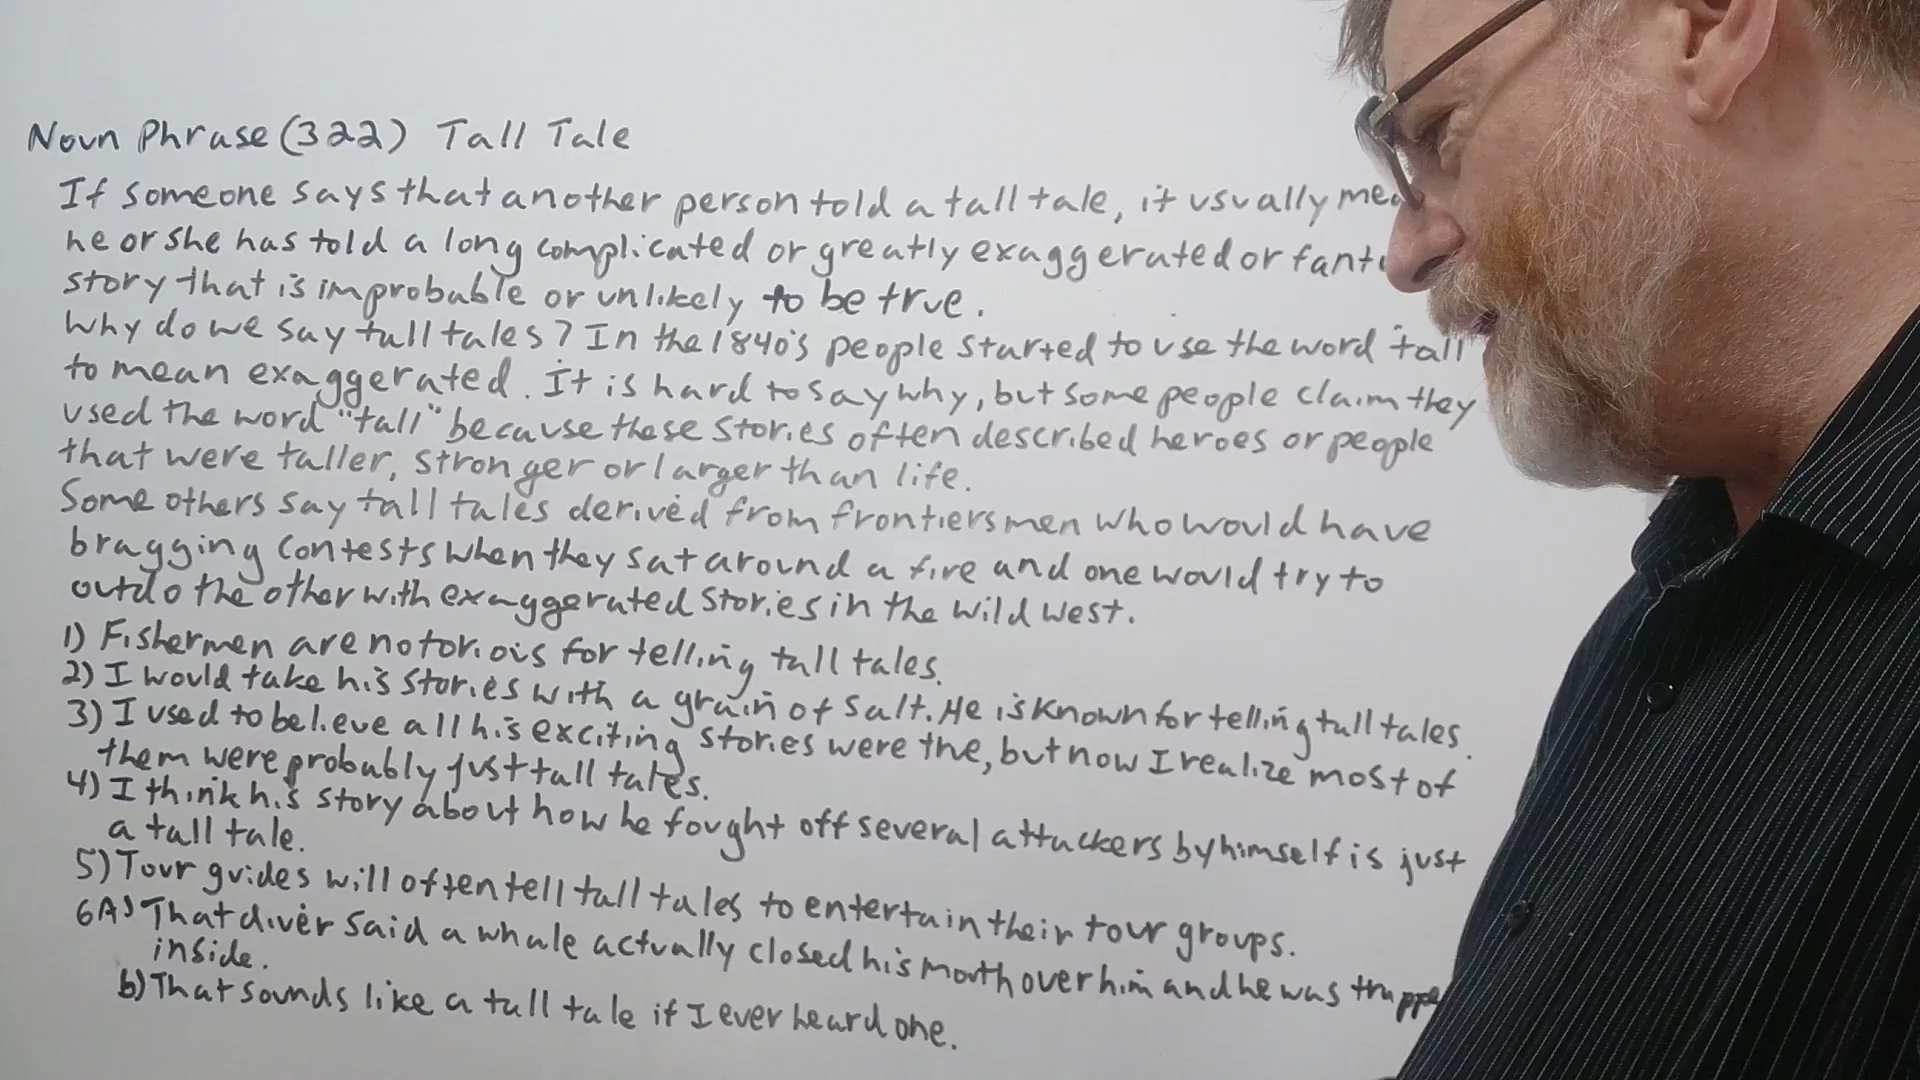 Noun Phrase (322) Tall Tale
If someone says that another person told a tall tale, it usually mea
he or she has told a long complicated or greatly exaggerated or fanta
story that is improbable or unlikely to be true.
Why do we say tall tales? In the 1840's people started to use the word tall
to mean exaggerated. It is hard to say why, but some people claim they
used the word "tall" because these stories often described heroes or people
that were taller, stronger or larger than life.
Some others say tall tales derived from frontiersmen who would have
bragging contests when they sat around a fire and one would try to
outdo the other with exaggerated stories in the wild west.
1) Fishermen are notorious for telling tall tales.
2) I would take his stories with a grain of salt. He is known for telling tall tales.
3) I used to believe all his exciting stories were true, but now I realize most of
them were probably just tall tales.
4) I think his story about how he fought off several attackers by himself is just
a tall tale.
5) Tour guides will often tell tall tales to entertain their tour groups.
6A) That diver said a whale actually closed his mouth over him and he was trappe
inside.
b) That sounds like a tall tale if I ever heard one.